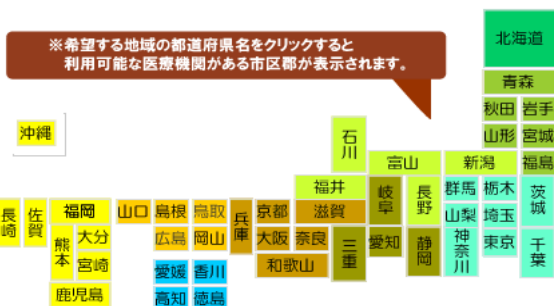 ※希望する地域の都道府県名をクリックすると
利用可能な医療機関がある市区郡が表示されます。
北海道
青森
秋田 岩手
山形 宮城
沖縄
石川
富山 新潟 福島
福井 岐阜 長野 群馬 栃木 茨城
長崎 佐賀 福岡 山口 島根 鳥取 兵庫 京都 滋賀 山梨 埼玉
熊本 大分 広島 岡山 大阪 奈良 三重 愛知 静岡 神奈川 東京 千葉
宮崎 愛媛 香川 和歌山
鹿児島 高知 徳島